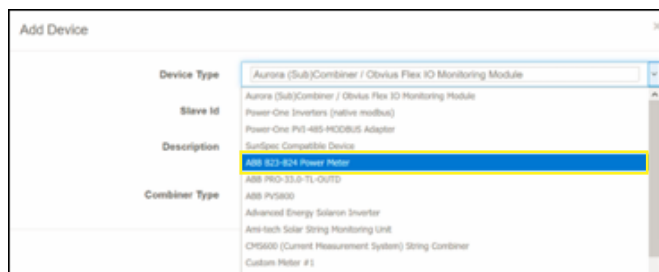 Add Device
×
Device Type
Aurora (Sub)Combiner / Obvius Flex IO Monitoring Module
Aurora (Sub)Combiner / Obvius Flex IO Monitoring Module
Slave Id
Power-One Inverters (native modbus)
Power-One PVI-485-MODBUS Adapter
Description
SunSpec Compatible Device
ABB B23-B24 Power Meter
ABB PRO-33.0-TL-OUTD
Combiner Type
ABB PVS800
Advanced Energy Solaron Inverter
Ami-tech Solar String Monitoring Unit
CMS600 (Current Measurement System) String Combiner
Custom Meter #1